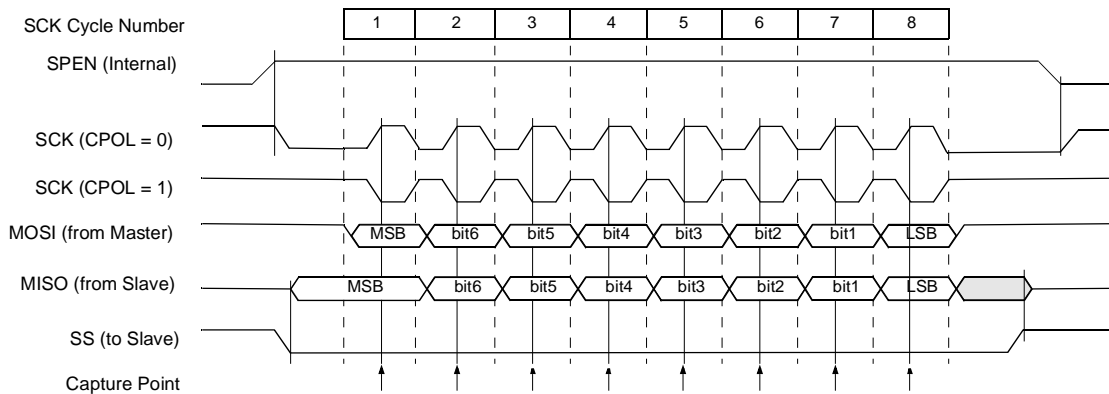 SCK Cycle Number 1 2 3 4 5 6 7 8
SPEN (Internal)
SCK (CPOL = 0)
SCK (CPOL = 1)
MOSI (from Master) MSB bit6 bit5 bit4 bit3 bit2 bit1 LSB
MISO (from Slave) MSB bit6 bit5 bit4 bit3 bit2 bit1 LSB
SS (to Slave)
Capture Point